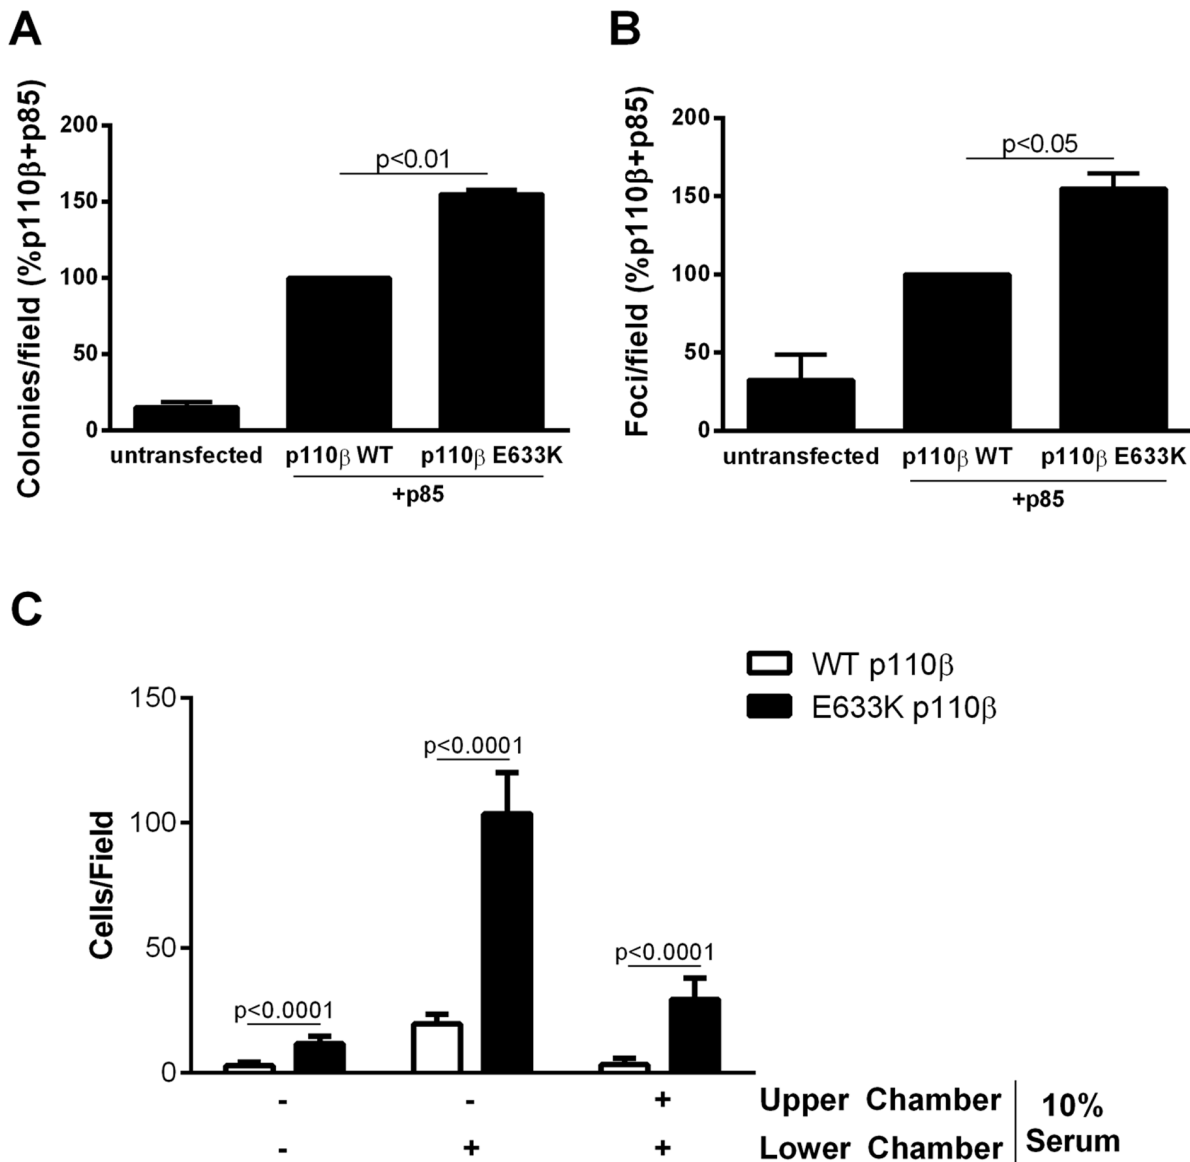 A
Colonies/field (%p110β+p85)
200
150
100
50
0
p<0.01
untransfected
p110β WT
p110β E633K
+p85
B
Foci/field (%p110β+p85)
200
150
100
50
0
p<0.05
untransfected
p110β WT
p110β E633K
+p85
C
WT p110β
E633K p110β
Cells/Field
150
100
50
0
p<0.0001
p<0.0001
p<0.0001
- - + Upper Chamber
- + + Lower Chamber
10%
Serum